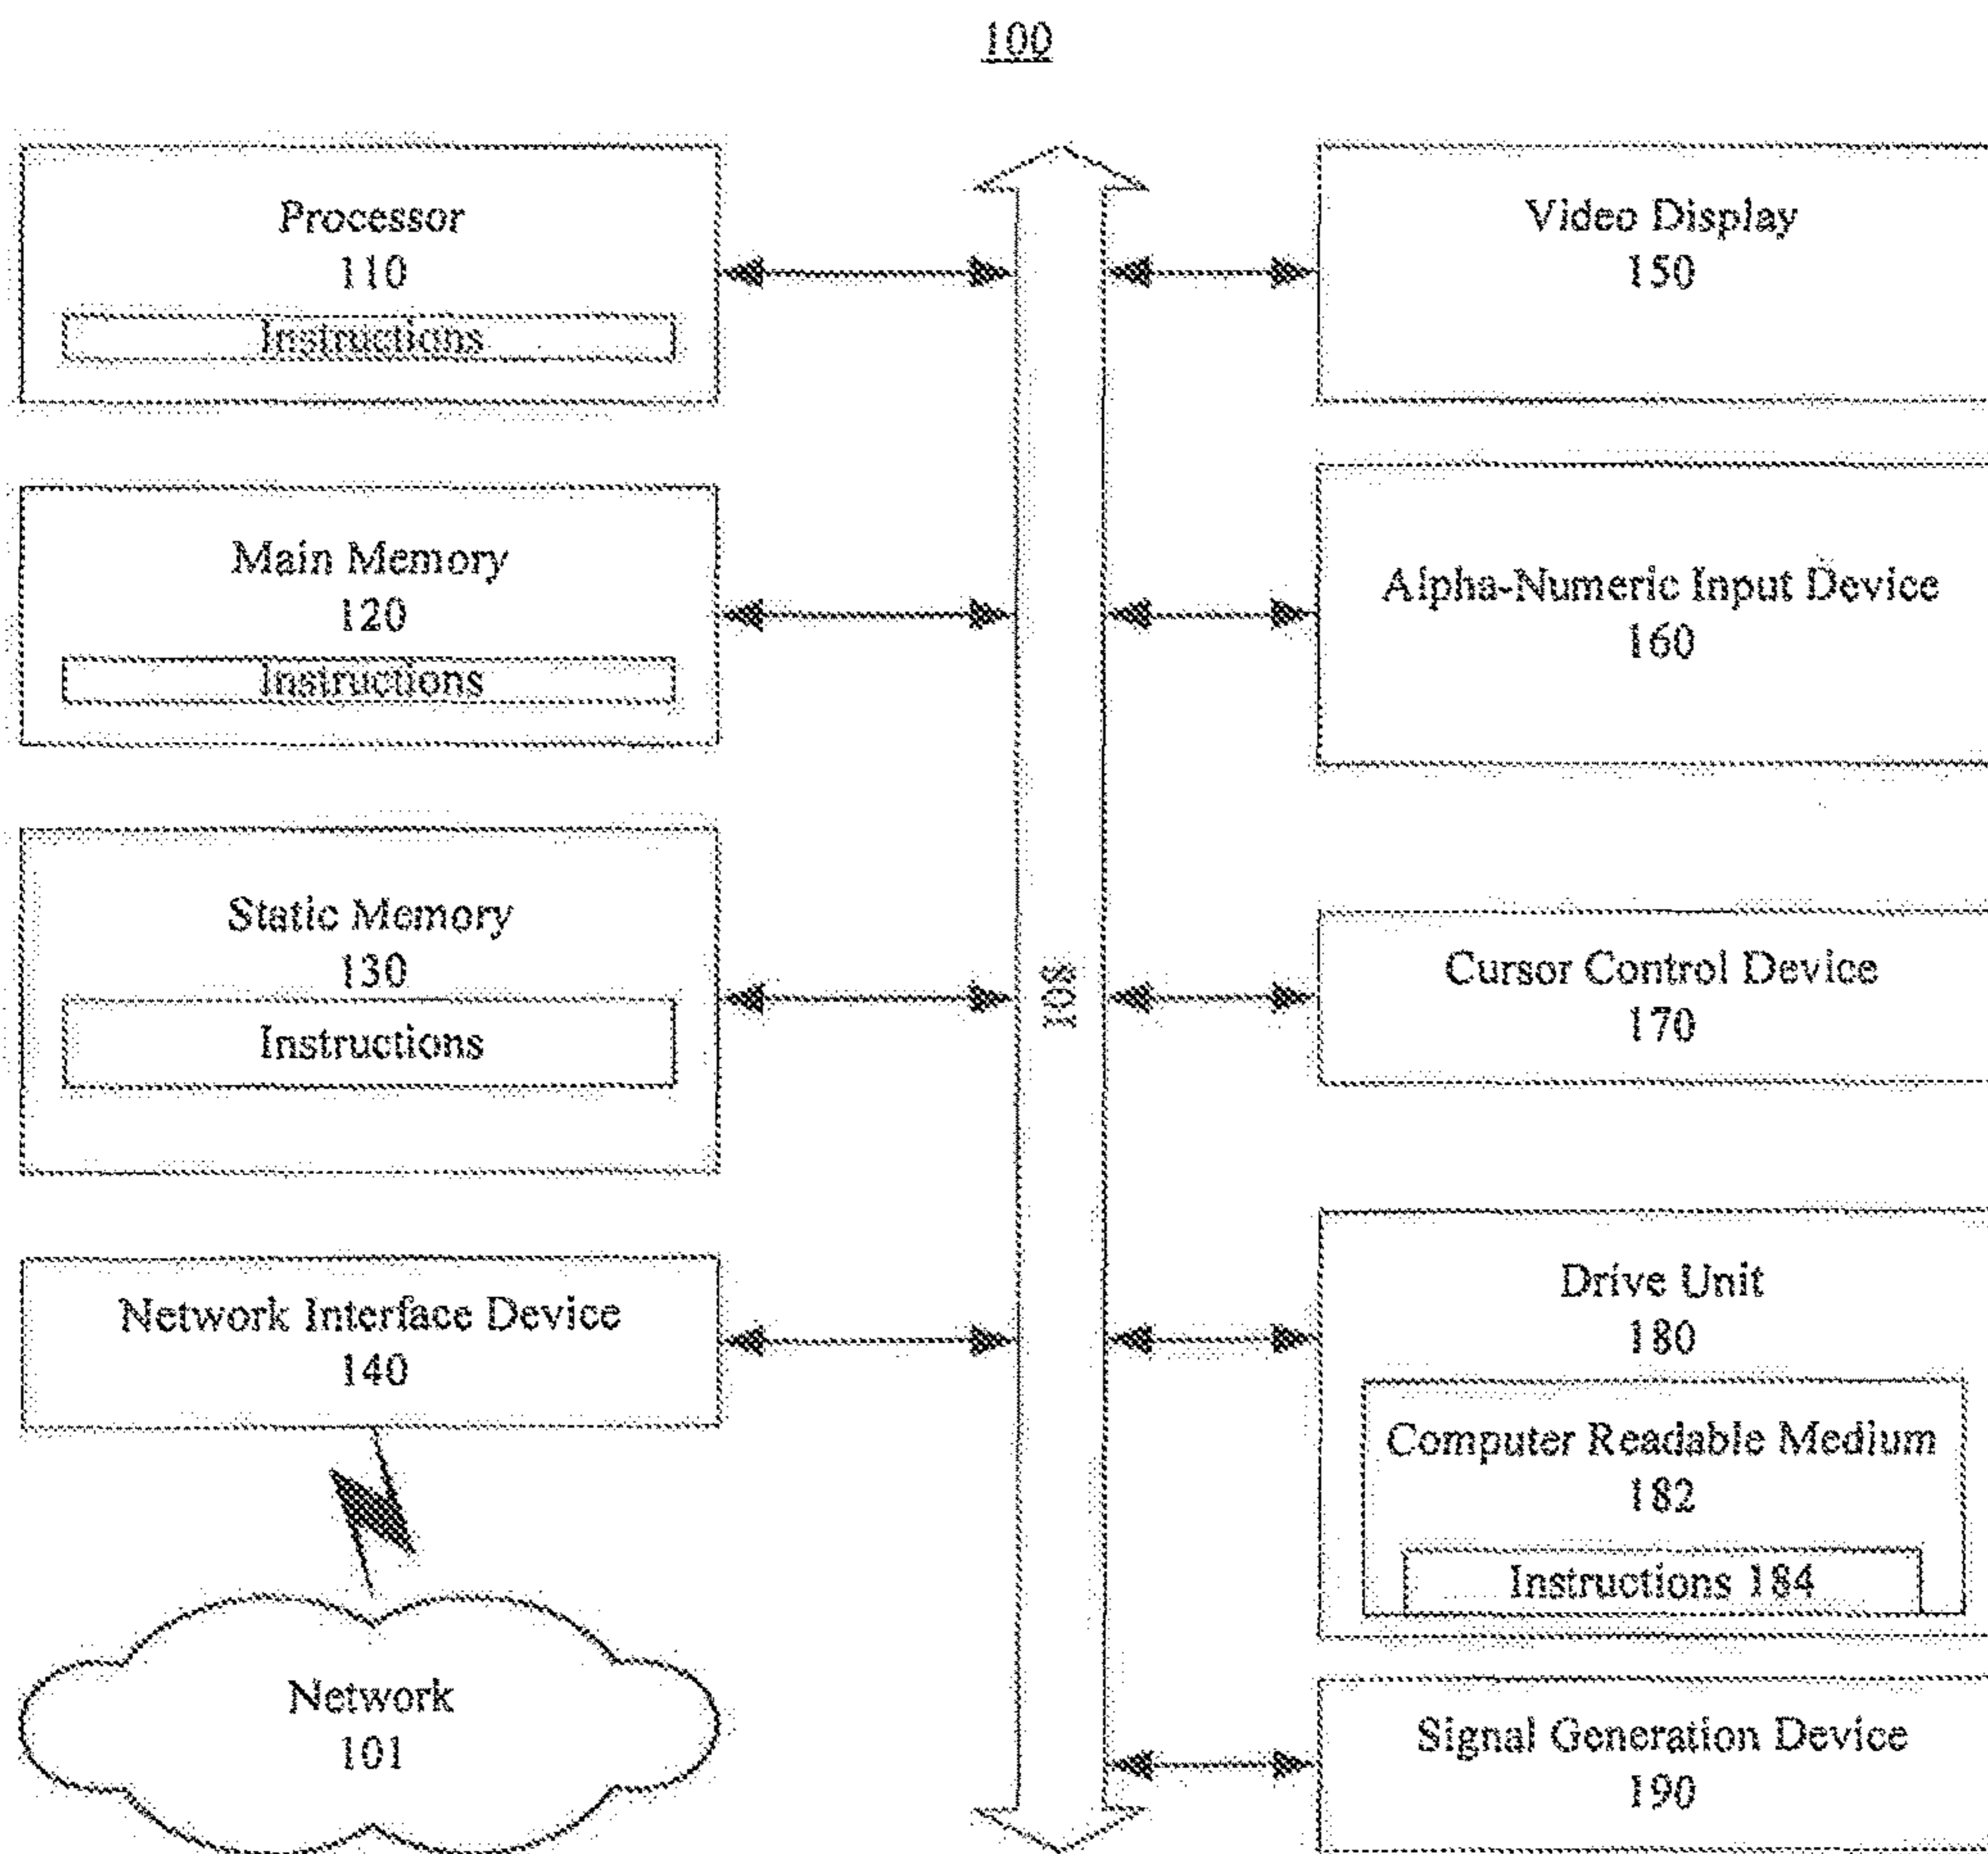 100
Processor
110
Instructions
Main Memory
120
Instructions
Static Memory
130
Instructions
Network Interface Device
140
Network
101
108
Video Display
150
Alpha-Numeric Input Device
160
Cursor Control Device
170
Drive Unit
180
Computer Readable Medium
182
Instructions 184
Signal Generation Device
190